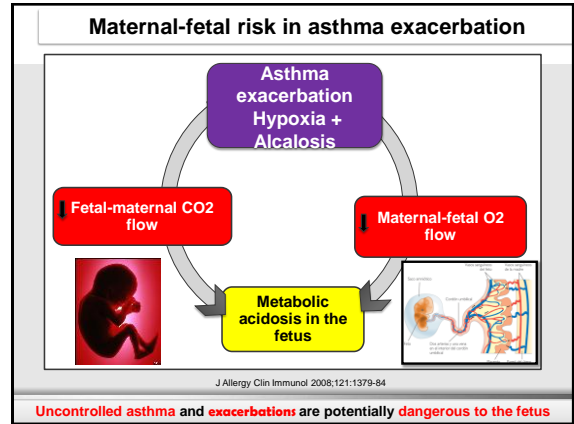 Maternal-fetal risk in asthma exacerbation
Asthma
exacerbation
Hypoxia +
Alcalosis
Fetal-maternal CO2
flow
Maternal-fetal O2
flow
Metabolic
acidosis in the
fetus
J Allergy Clin Immunol 2008;121:1379-84
Uncontrolled asthma and exacerbations are potentially dangerous to the fetus